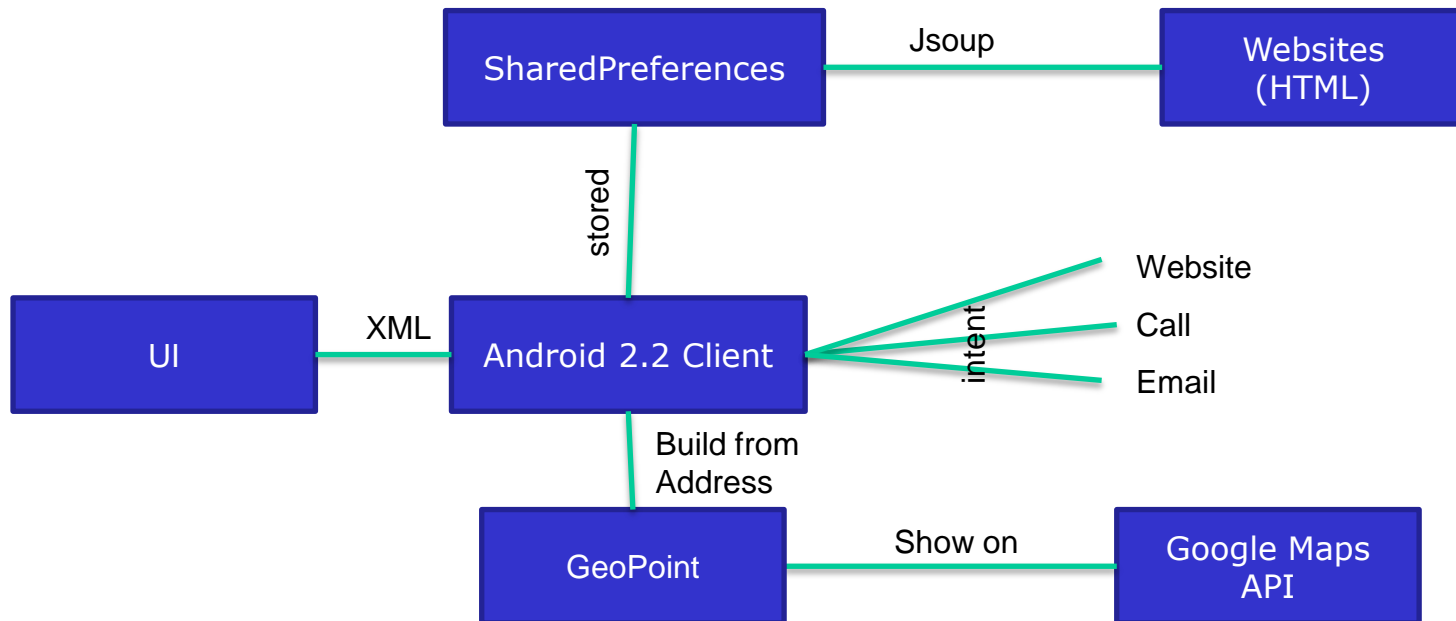 SharedPreferences
Jsoup
Websites
(HTML)
stored
UI
XML
Android 2.2 Client
intent
Website
Call
Email
Build from
Address
GeoPoint
Show on
Google Maps
API